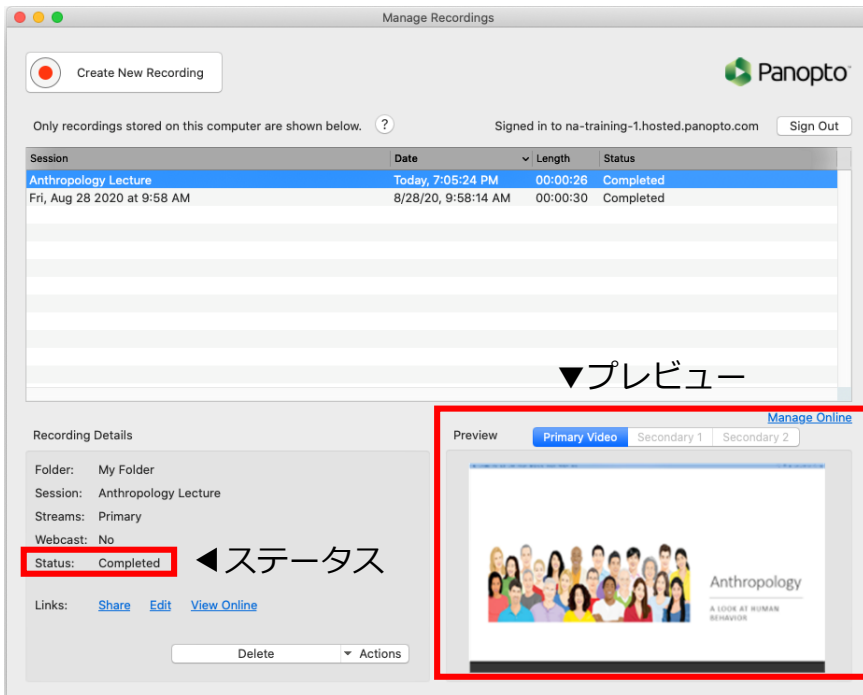 Manage Recordings
Create New Recording
Panopto
Only recordings stored on this computer are shown below. ?
Signed in to na-training-1.hosted.panopto.com Sign Out
Session Date Length Status
Anthropology Lecture Today, 7:05:24 PM 00:00:26 Completed
Fri, Aug 28 2020 at 9:58 AM 8/28/20, 9:58:14 AM 00:00:30 Completed
▼プレビュー
Manage Online
Recording Details
Preview Primary Video Secondary 1 Secondary 2
Folder: My Folder
Session: Anthropology Lecture
Streams: Primary
Webcast: No
Status: Completed
◀ステータス
Links: Share Edit View Online
Delete Actions
Anthropology
A LOOK AT HUMAN
BEHAVIOR